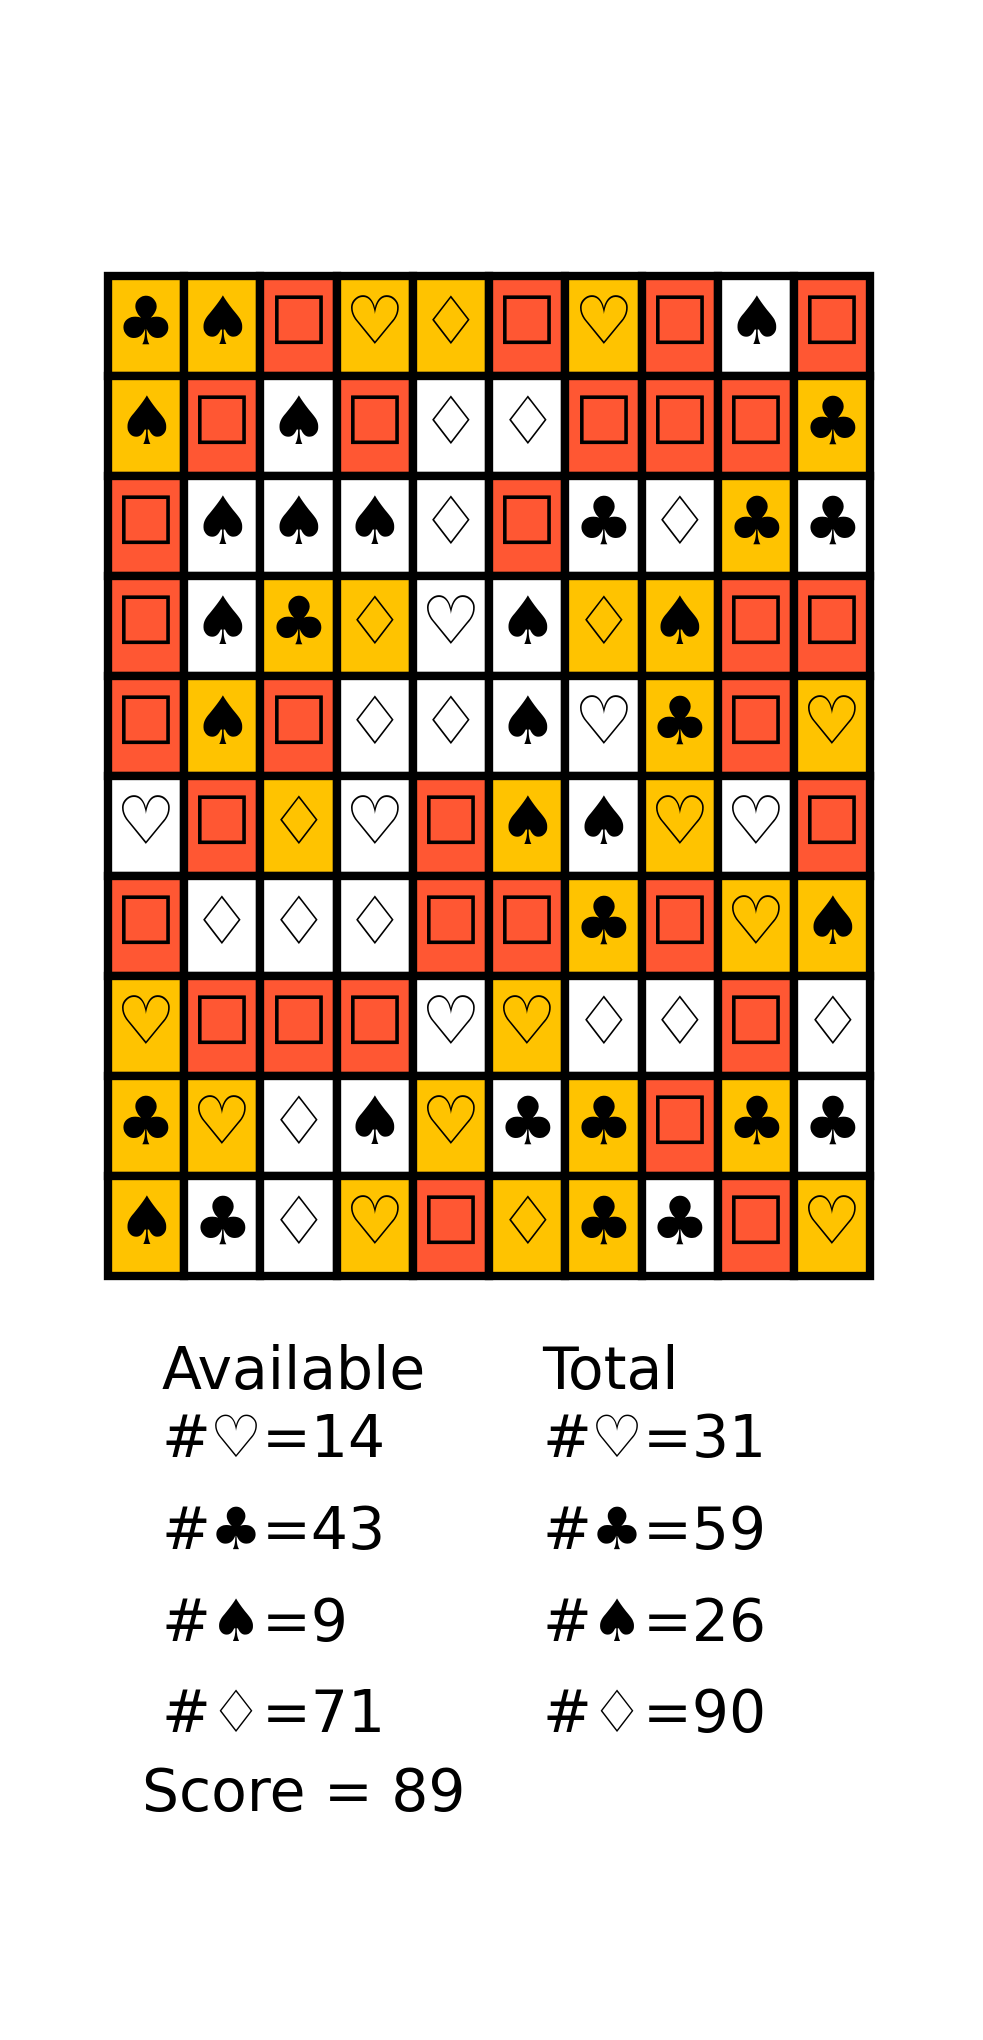 ♣ ♠ □ ♡ ♢ □ ♡ □ ♠ □
♠ □ ♠ □ ♢ ♢ □ □ □ ♣
□ ♠ ♠ ♠ ♢ □ ♣ ♢ ♣ ♣
□ ♠ ♣ ♢ ♡ ♠ ♢ ♠ □ □
□ ♠ □ ♢ ♢ ♠ ♡ ♣ □ ♡
♡ □ ♢ ♡ □ ♠ ♠ ♡ ♡ □
□ ♢ ♢ ♢ □ □ ♣ □ ♡ ♠
♡ □ □ □ ♡ ♡ ♢ ♢ □ ♢
♣ ♡ ♢ ♠ ♡ ♣ ♣ □ ♣ ♣
♠ ♣ ♢ ♡ □ ♢ ♣ ♣ □ ♡
Available Total
#♡=14 #♡=31
#♣=43 #♣=59
#♠=9 #♠=26
#♢=71 #♢=90
Score = 89